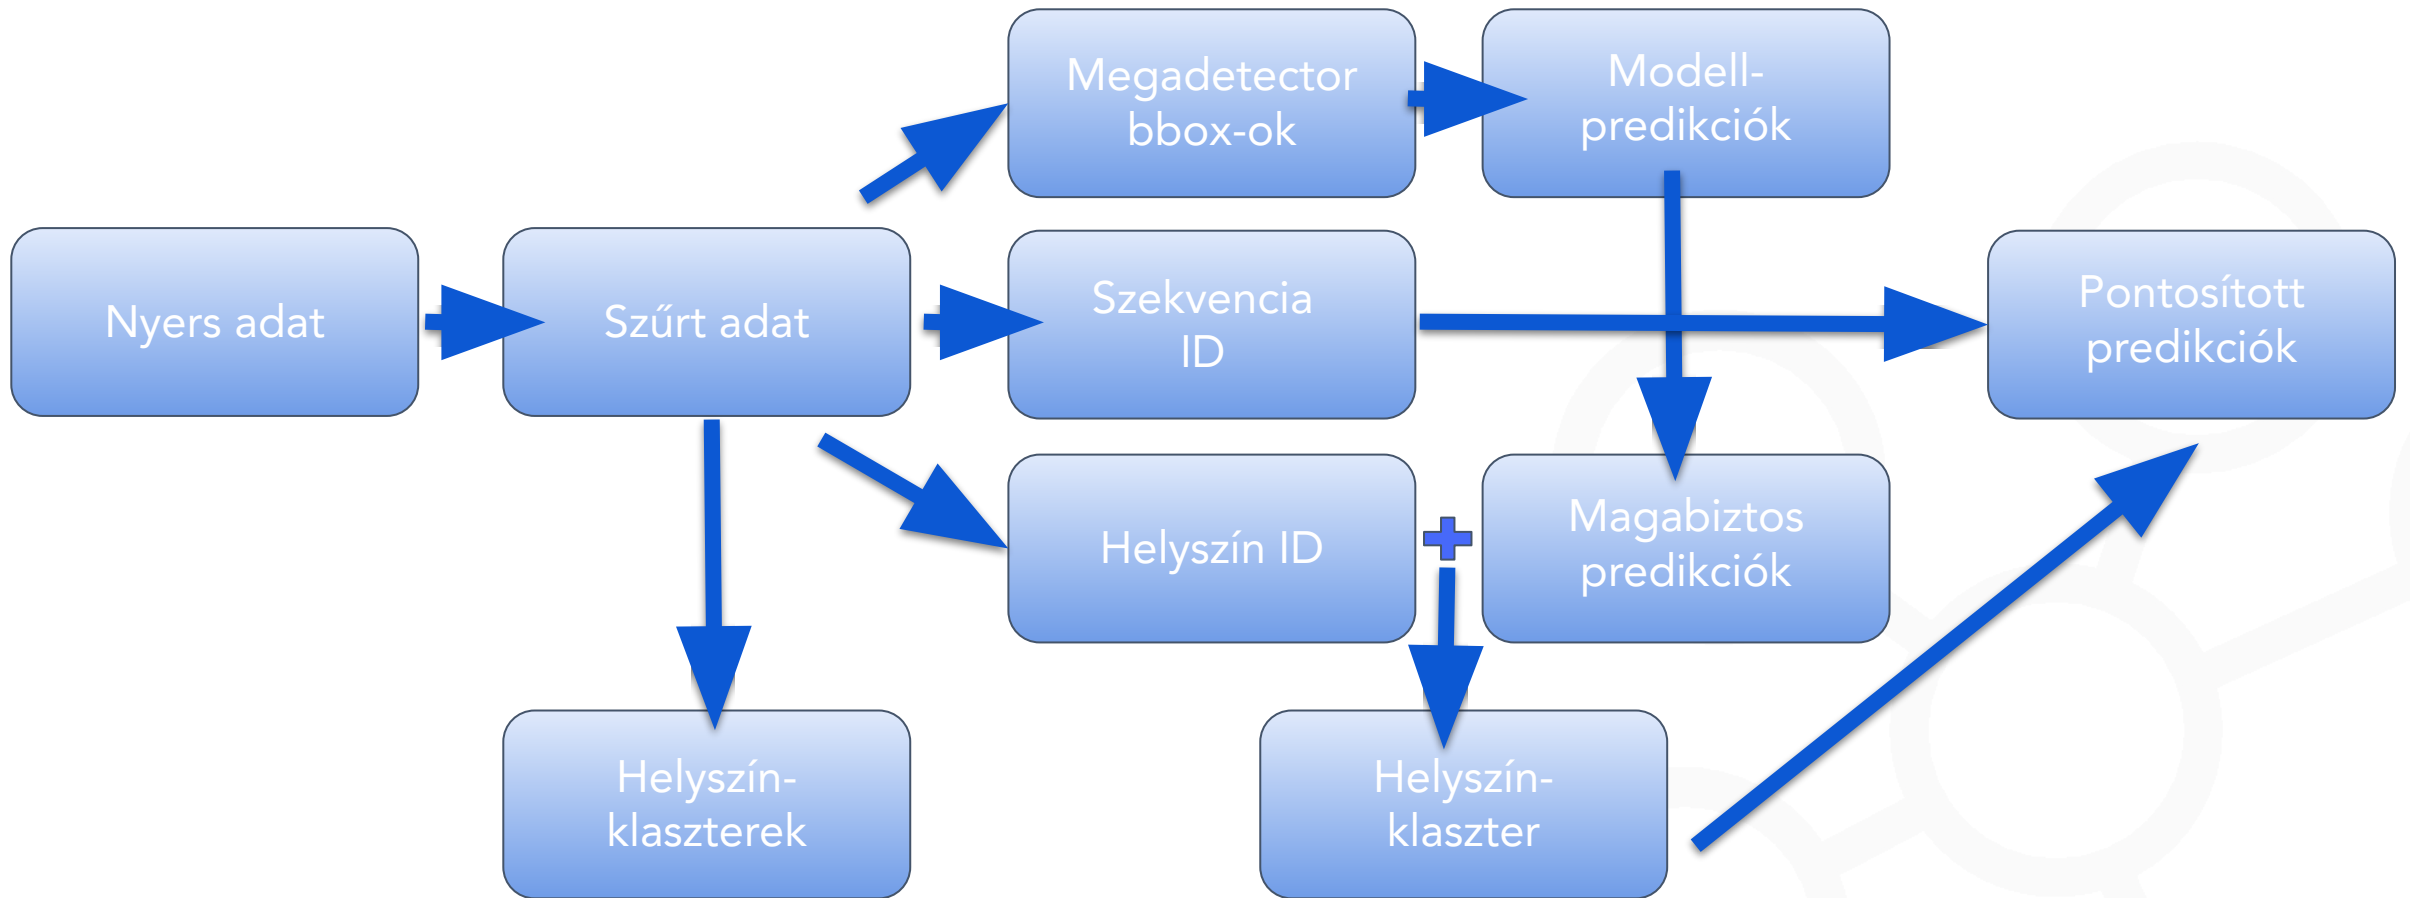 Megadetector
bbox-ok
Modell-
predikciók
Nyers adat
Szűrt adat
Szekvencia
ID
Pontosított
predikciók
Helyszín ID
Magabiztos
predikciók
Helyszín-
klaszterek
Helyszín-
klaszter